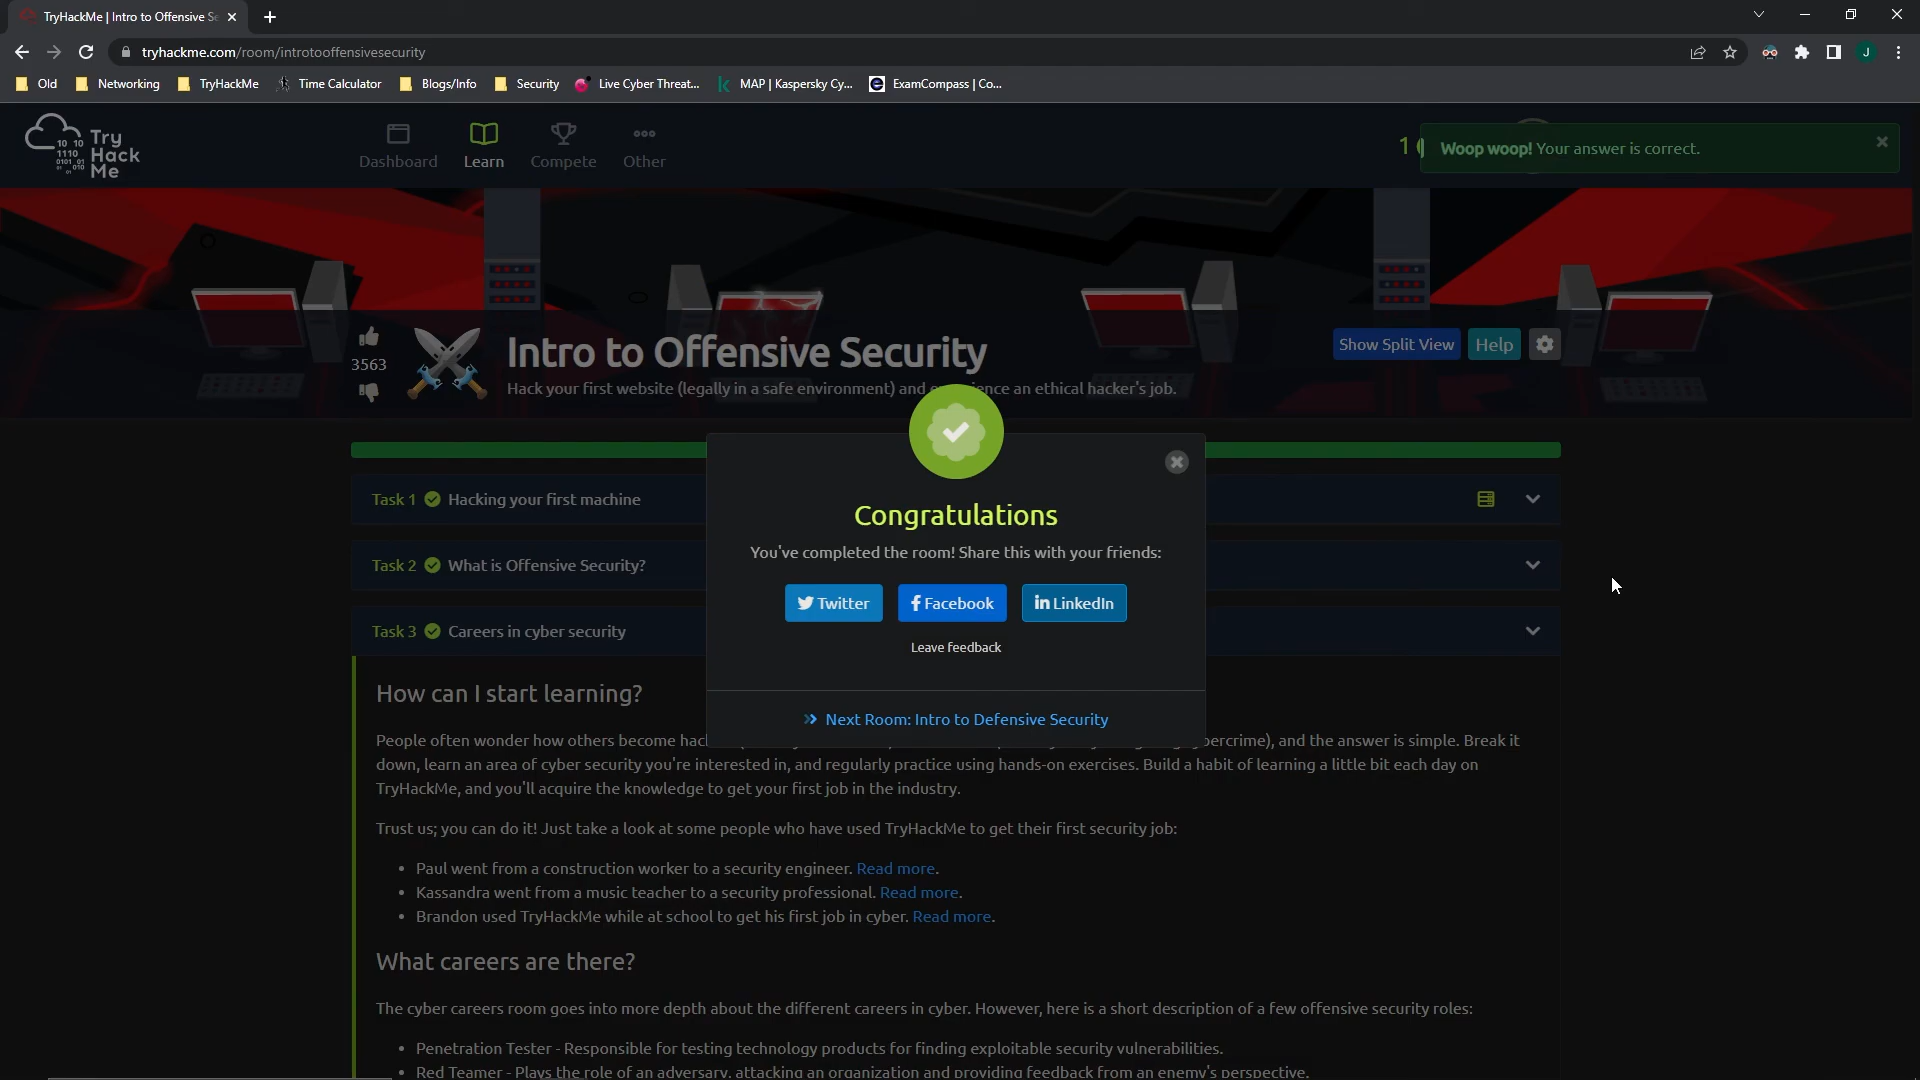 TryHackMe | Intro to Offensive Se
tryhackme.com/room/introtooffensivesecurity
J
Old
Networking
TryHackMe
Time Calculator
Blogs/Info
Security
Live Cyber Threat...
MAP | Kaspersky Cy...
ExamCompass | Co...
Try
Hack
Me
10 10
1110
0101 01
01 010
Dashboard
Learn
Compete
Other
1
Woop woop! Your answer is correct.
3563
Intro to Offensive Security
Hack your first website (legally in a safe environment) and an ethical hacker's job.
Show Split View
Help
Task 1 Hacking your first machine
Task 2 What is Offensive Security?
Task 3 Careers in cyber security
Congratulations
You've completed the room! Share this with your friends:
Twitter
Facebook
LinkedIn
Leave feedback
Next Room: Intro to Defensive Security
How can I start learning?
People often wonder how others become and the answer is simple. Break it
down, learn an area of cyber security you're interested in, and regularly practice using hands-on exercises. Build a habit of learning a little bit each day on
TryHackMe, and you'll acquire the knowledge to get your first job in the industry.
Trust us; you can do it! Just take a look at some people who have used TryHackMe to get their first security job:
• Paul went from a construction worker to a security engineer. Read more.
• Kassandra went from a music teacher to a security professional. Read more.
• Brandon used TryHackMe while at school to get his first job in cyber. Read more.
What careers are there?
The cyber careers room goes into more depth about the different careers in cyber. However, here is a short description of a few offensive security roles:
• Penetration Tester - Responsible for testing technology products for finding exploitable security vulnerabilities.
• Red Teamer - Plays the role of an adversary, attacking an organization and providing feedback from an enemy's perspective.